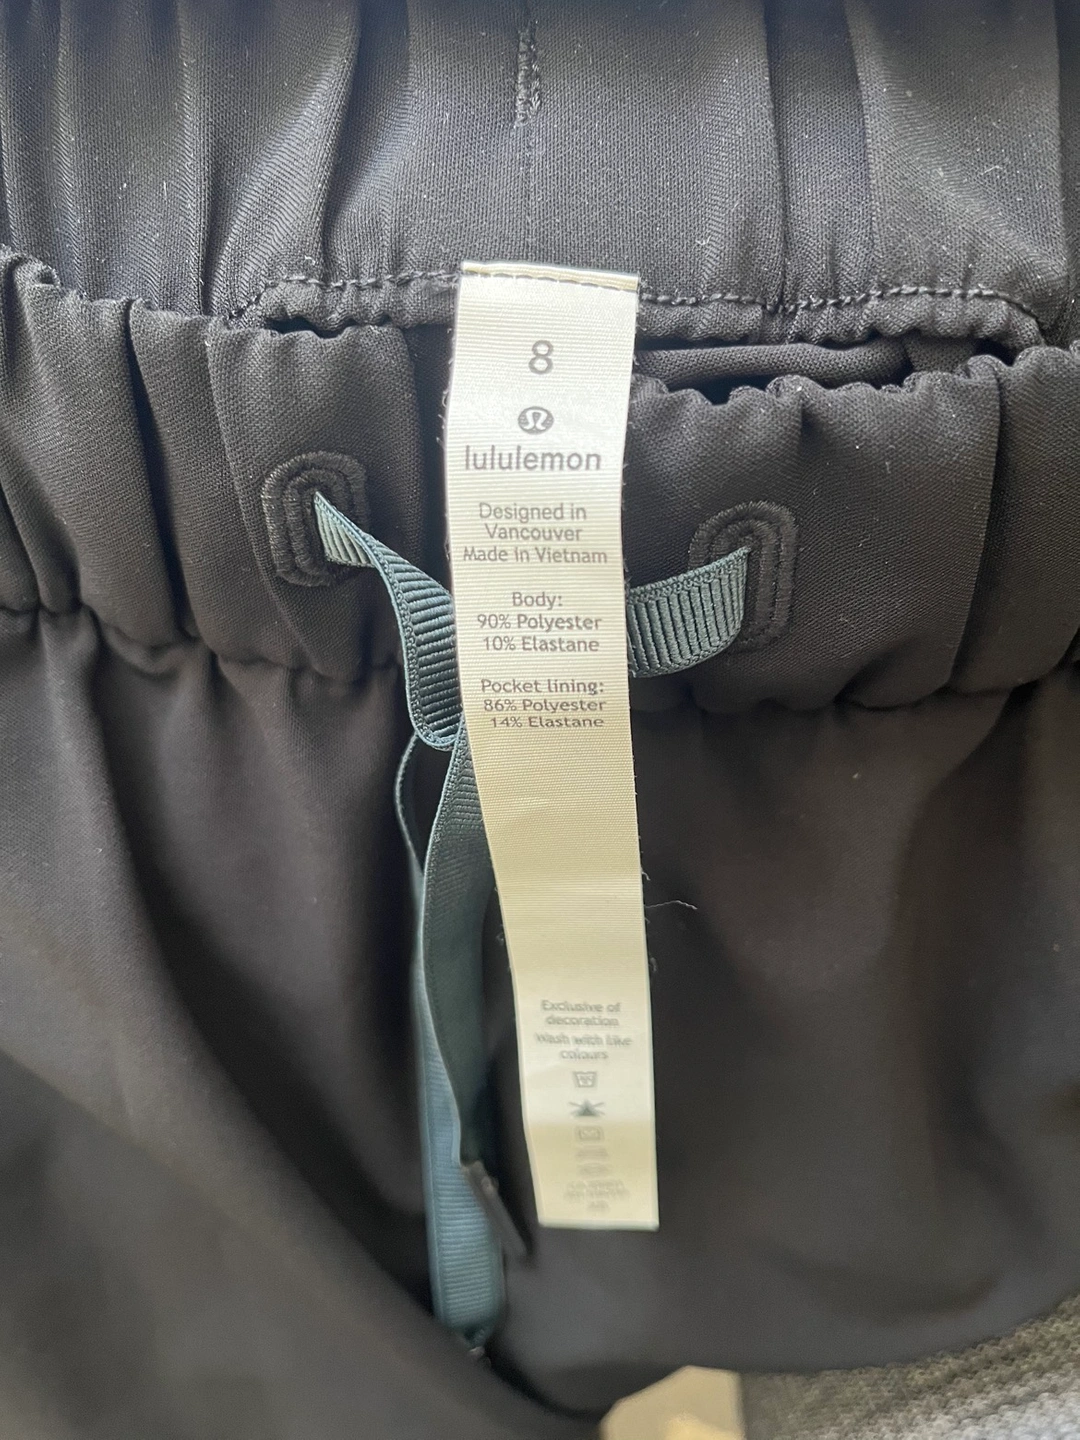 8
lululemon
Designed in
Vancouver
Made in Vietnam
Body:
90% Polyester
10% Elastane
Pocket lining:
86% Polyester
14% Elastane
Exclusive of
decoration
Wash with like
colours